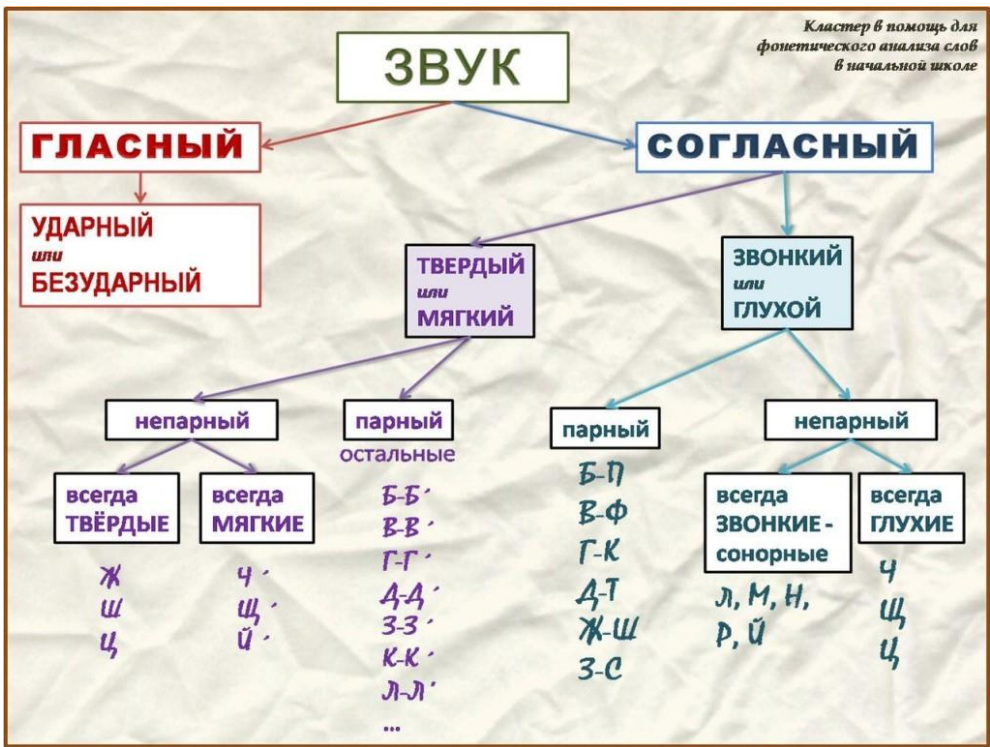 Кластер в помощь для
фонетического анализа слов
в начальной школе
ЗВУК
ГЛАСНЫЙ
СОГЛАСНЫЙ
УДАРНЫЙ
или
БЕЗУДАРНЫЙ
ТВЕРДЫЙ
или
МЯГКИЙ
ЗВОНКИЙ
или
ГЛУХОЙ
непарный
парный
остальные
парный
непарный
всегда
ТВЁРДЫЕ
всегда
МЯГКИЕ
всегда
ЗВОНКИЕ -
сонорные
всегда
ГЛУХИЕ
Ж
Ш
Ц
Ч ’
Щ ’
Й ’
Б-Б ’
В-В ’
Г-Г ’
Д-Д ’
З-З ’
К-К ’
Л-Л ’
...
Б-П
В-Ф
Г-К
Д-Т
Ж-Ш
З-С
Л, М, Н,
Р, Й
Ч
Щ
Ц